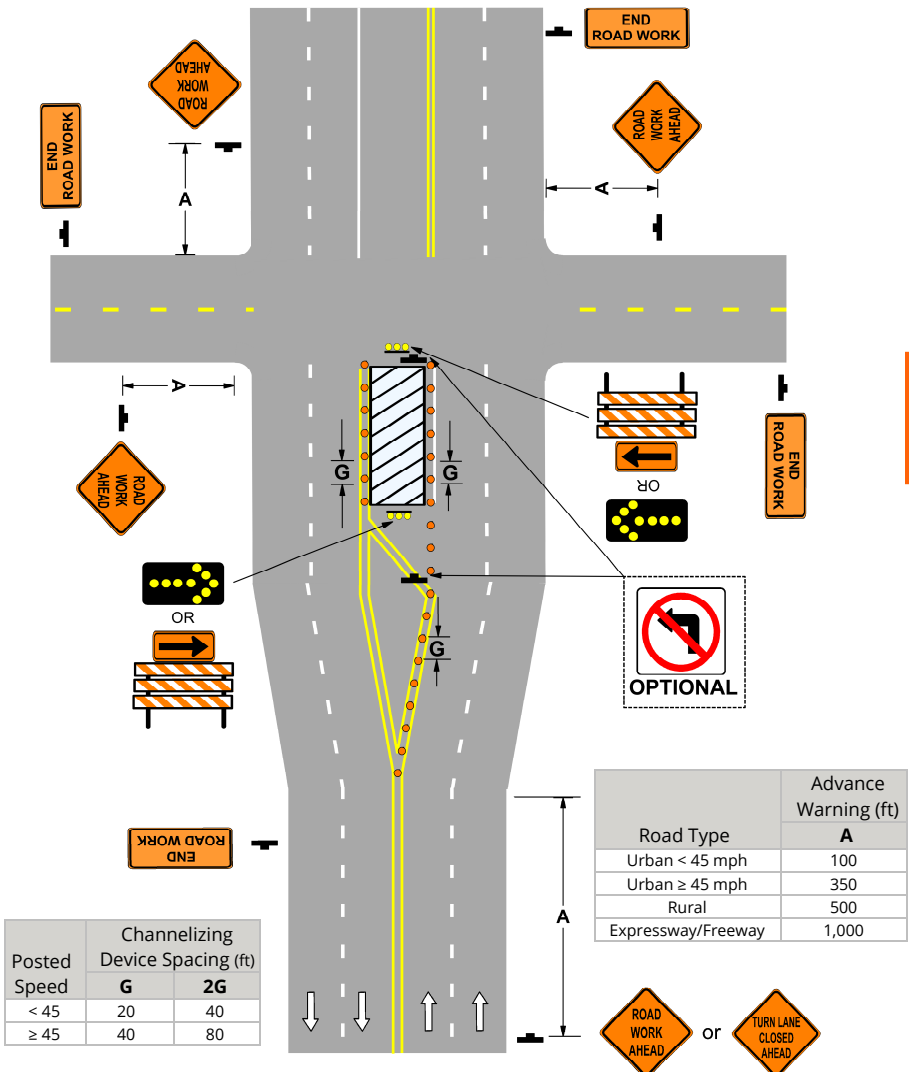 END
ROAD WORK
ROAD
WORK
AHEAD
ROAD
WORK
AHEAD
END
ROAD WORK
A
A
A
ROAD
WORK
AHEAD
G
G
OR
END
ROAD WORK
OR
G
OPTIONAL
END
ROAD WORK
Road Type
Advance
Warning (ft)
A
Urban < 45 mph
100
Urban ≥ 45 mph
350
Rural
500
Expressway/Freeway
1,000
A
Posted
Speed
Channelizing
Device Spacing (ft)
G
2G
< 45
20
40
≥ 45
40
80
ROAD
WORK
AHEAD
or
TURN LANE
CLOSED
AHEAD